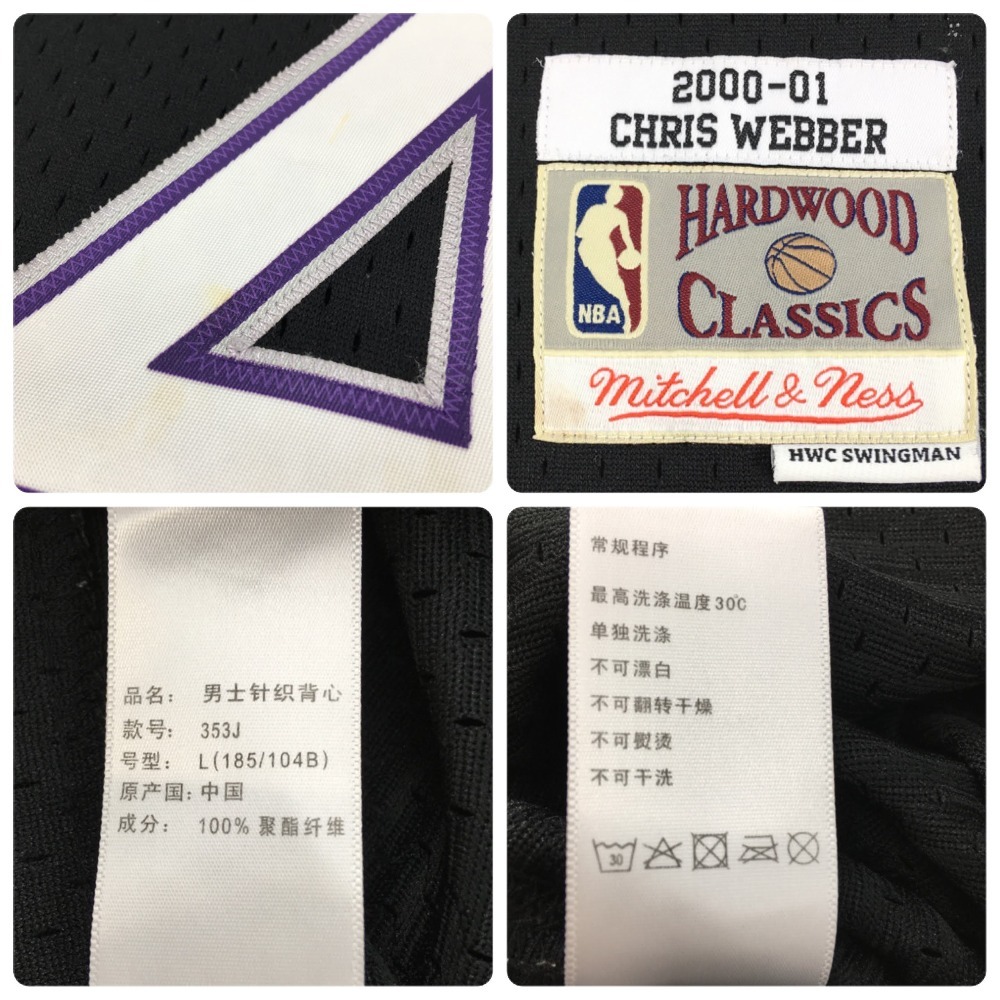 2000-01
CHRIS WEBBER
HARDWOOD
CLASSICS
NBA
Mitchell & Ness
HWC SWINGMAN
品名: 男士针织背心
款号: 353J
号型: L(185/104B)
原产国: 中国
成分: 100% 聚酯纤维
常规程序
最高洗涤温度30℃
单独洗涤
不可漂白
不可翻转干燥
不可熨烫
不可干洗
30